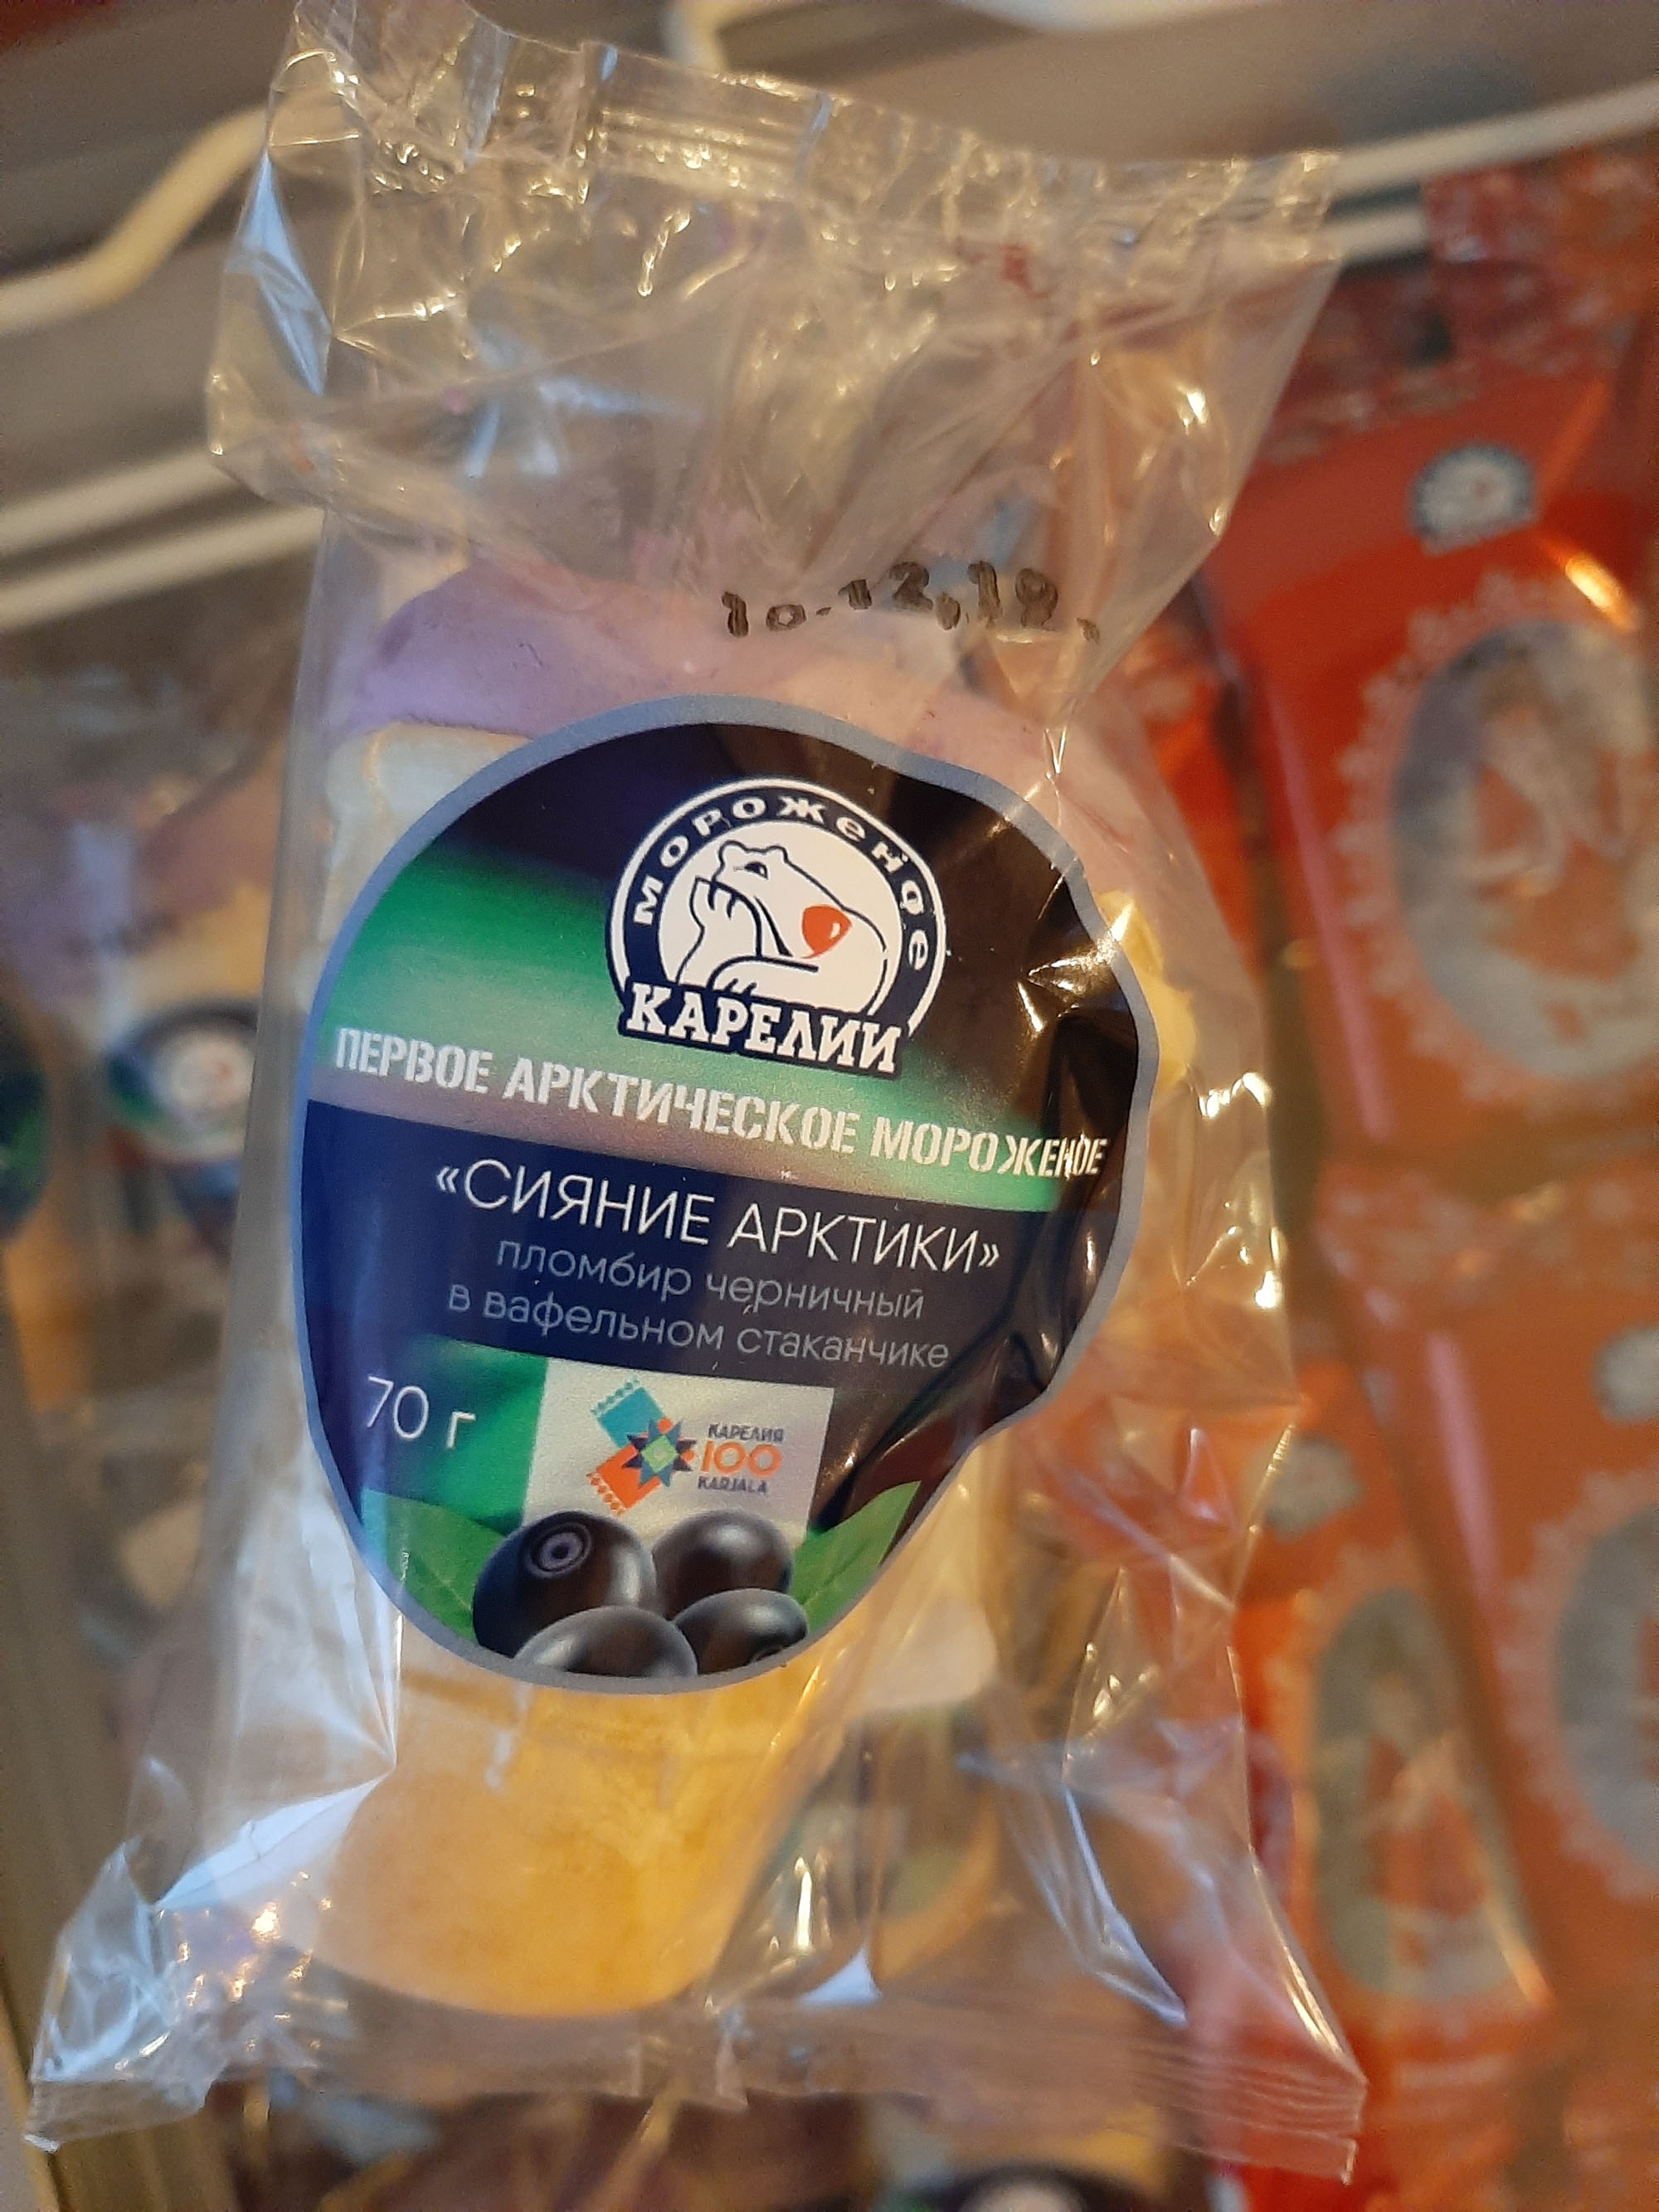 10.12.19.
МОРОЖЕНОЕ
КАРЕЛИИ
ПЕРВОЕ АРКТИЧЕСКОЕ МОРОЖЕНОЕ
«СИЯНИЕ АРКТИКИ»
пломбир черничный
в вафельном стаканчике
70 г
КАРЕЛИЯ
100
KARJALA